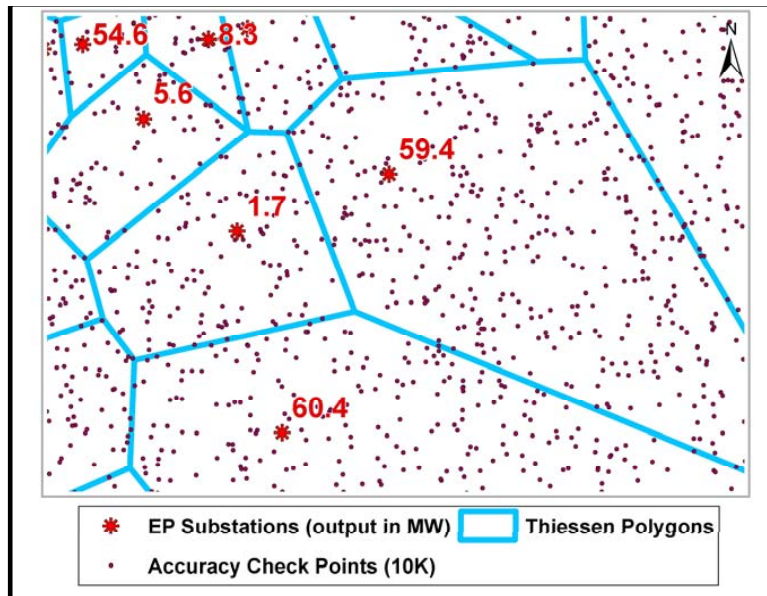 N
54.6
8.3
5.6
59.4
1.7
60.4
EP Substations (output in MW)
Thiessen Polygons
Accuracy Check Points (10K)